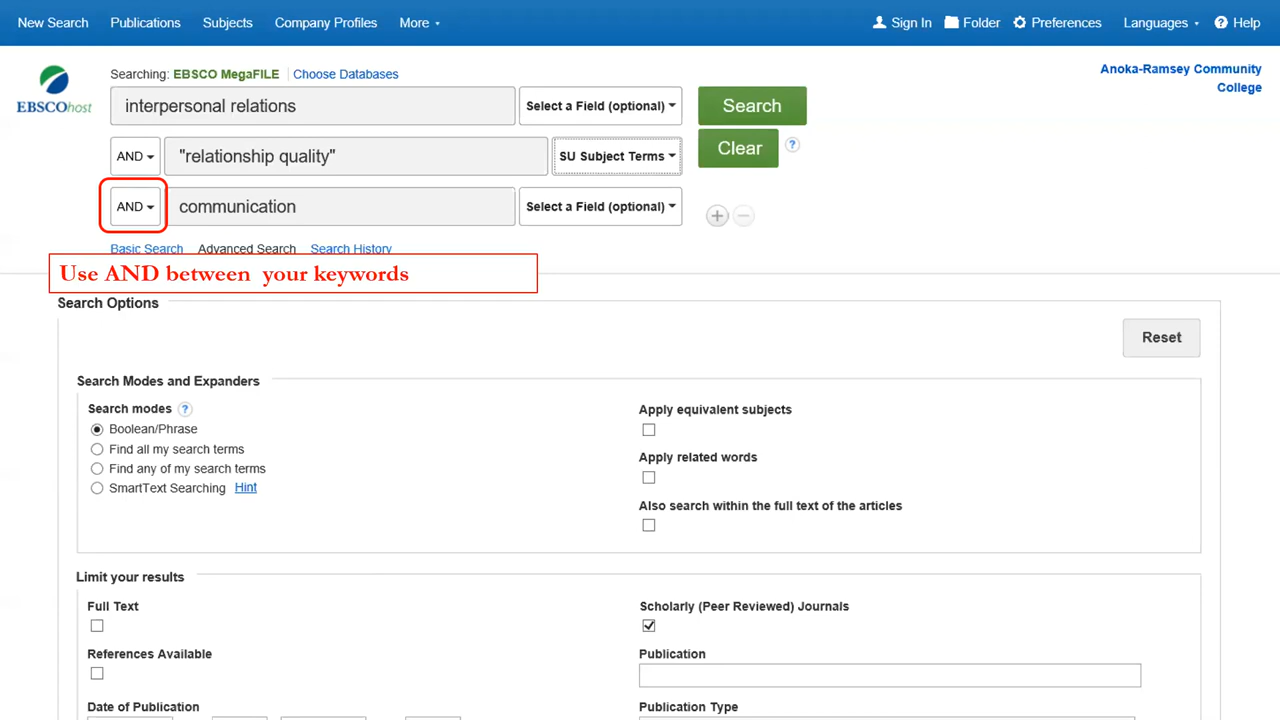 New Search Publications Subjects Company Profiles More Sign In Folder Preferences Languages ? Help
Searching: EBSCO MegaFILE Choose Databases
Anoka-Ramsey Community
College
EBSCOhost
interpersonal relations Select a Field (optional) Search
AND "relationship quality" SU Subject Terms Clear ?
AND communication Select a Field (optional)
Basic Search Advanced Search Search History
Use AND between your keywords
Search Options
Reset
Search Modes and Expanders
Search modes ?
Boolean/Phrase
Find all my search terms
Find any of my search terms
SmartText Searching Hint
Apply equivalent subjects
Apply related words
Also search within the full text of the articles
Limit your results
Full Text
Scholarly (Peer Reviewed) Journals
References Available
Publication
Date of Publication
Publication Type